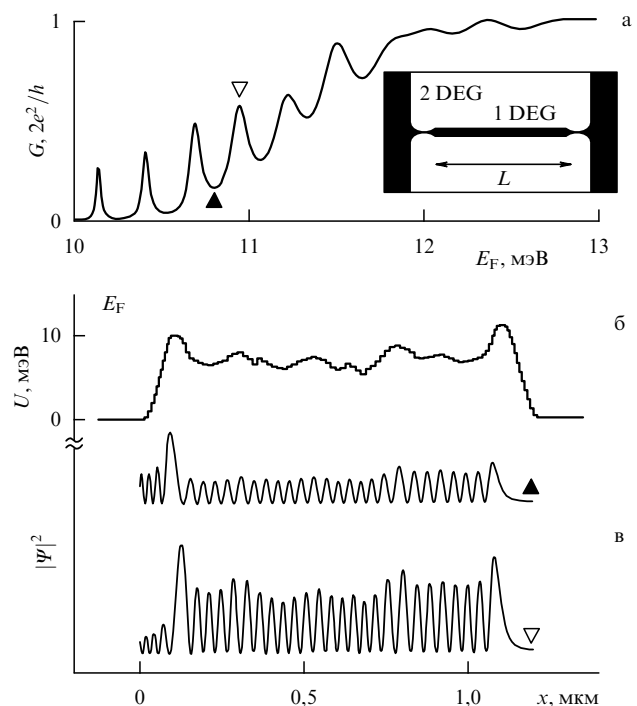 а
1
G, 2e²/h
▽
2 DEG
1 DEG
L
▲
0
10
11
12
13
E_F, мэВ
E_F
б
10
U, мэВ
0
▲
|Ψ|²
в
▽
0
0,5
1,0
x, мкм